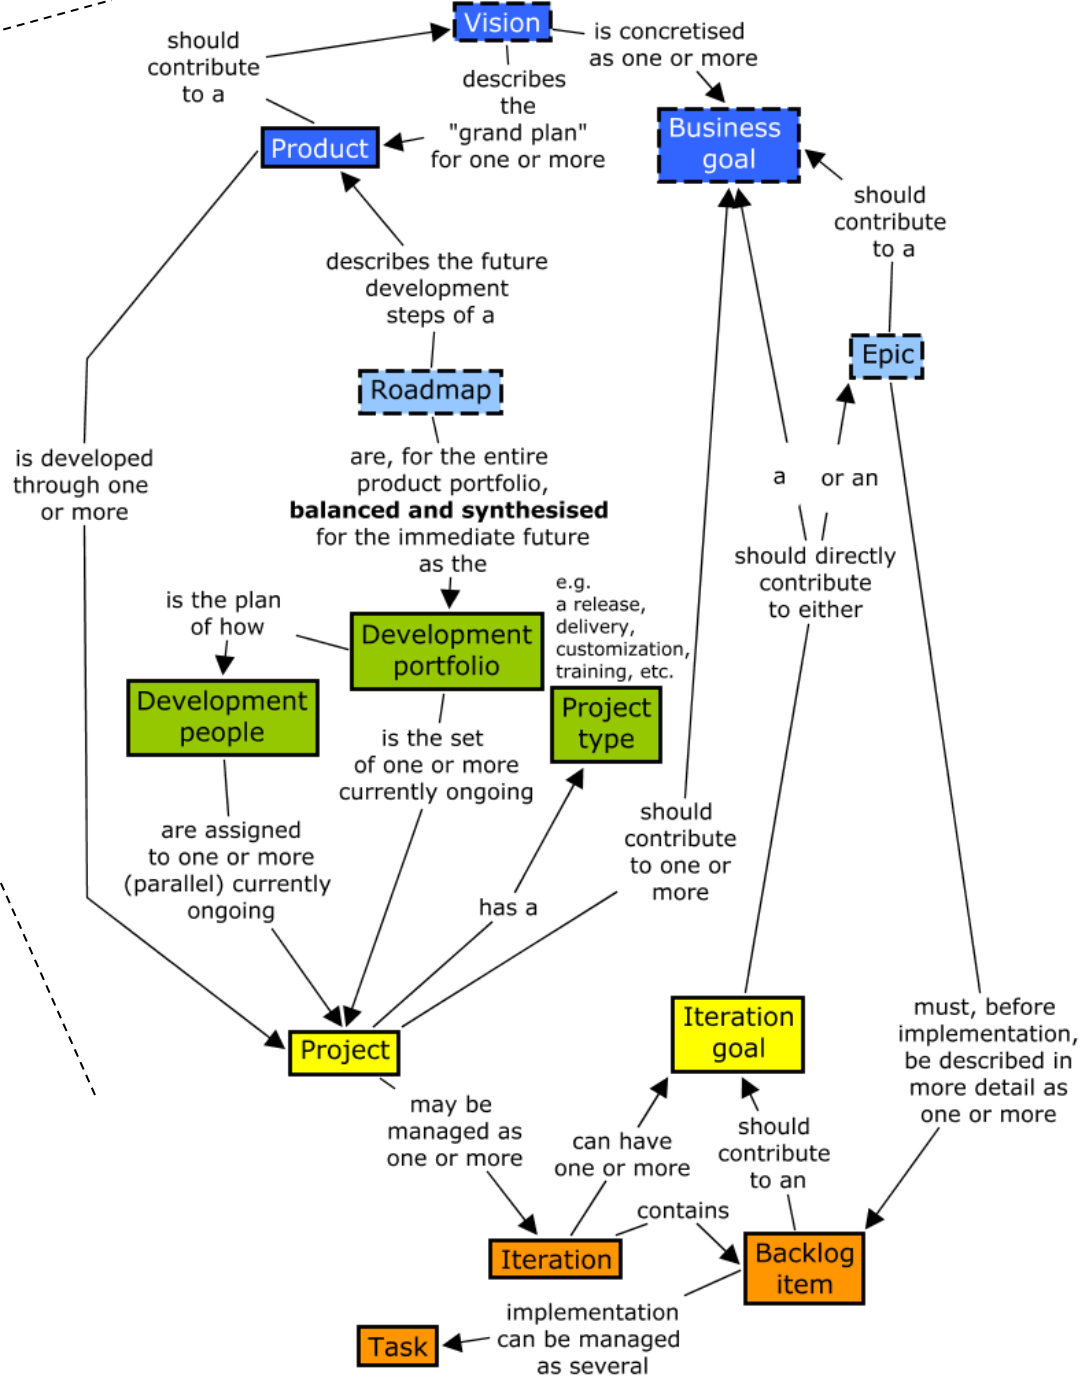 Vision
should
contribute
to a
is concretised
as one or more
describes
the
"grand plan"
for one or more
Business
goal
Product
should
contribute
to a
describes the future
development
steps of a
Epic
Roadmap
is developed
through one
or more
are, for the entire
product portfolio,
balanced and synthesised
for the immediate future
as the
a
or an
should directly
contribute
to either
e.g.
a release,
delivery,
customization,
training, etc.
is the plan
of how
Development
portfolio
Development
people
Project
type
is the set
of one or more
currently ongoing
are assigned
to one or more
(parallel) currently
ongoing
should
contribute
to one or
more
has a
Project
Iteration
goal
must, before
implementation,
be described in
more detail as
one or more
may be
managed as
one or more
can have
one or more
should
contribute
to an
contains
Iteration
Backlog
item
implementation
can be managed
as several
Task